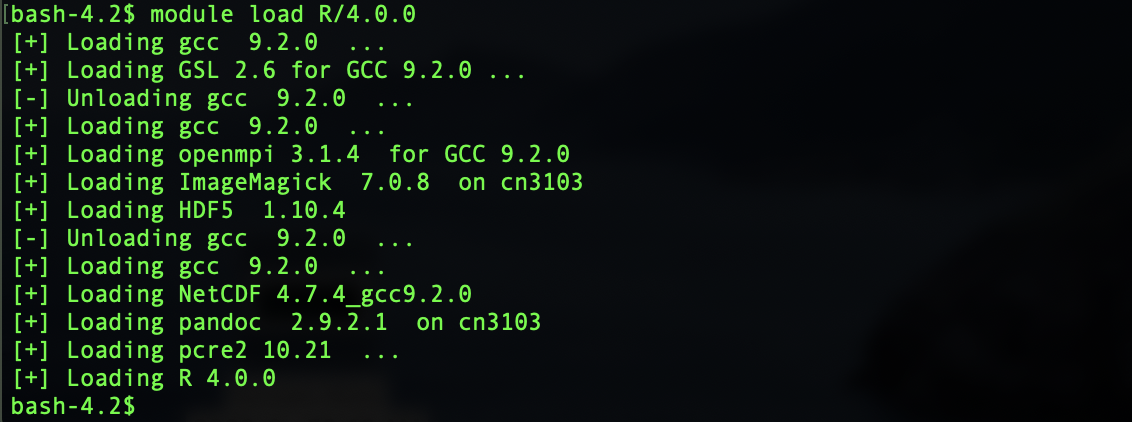 [bash-4.2$ module load R/4.0.0
[+] Loading gcc  9.2.0  ...
[+] Loading GSL 2.6 for GCC 9.2.0 ...
[-] Unloading gcc  9.2.0  ...
[+] Loading gcc  9.2.0  ...
[+] Loading openmpi 3.1.4  for GCC 9.2.0
[+] Loading ImageMagick  7.0.8  on cn3103
[+] Loading HDF5  1.10.4
[-] Unloading gcc  9.2.0  ...
[+] Loading gcc  9.2.0  ...
[+] Loading NetCDF 4.7.4_gcc9.2.0
[+] Loading pandoc  2.9.2.1  on cn3103
[+] Loading pcre2 10.21  ...
[+] Loading R 4.0.0
bash-4.2$